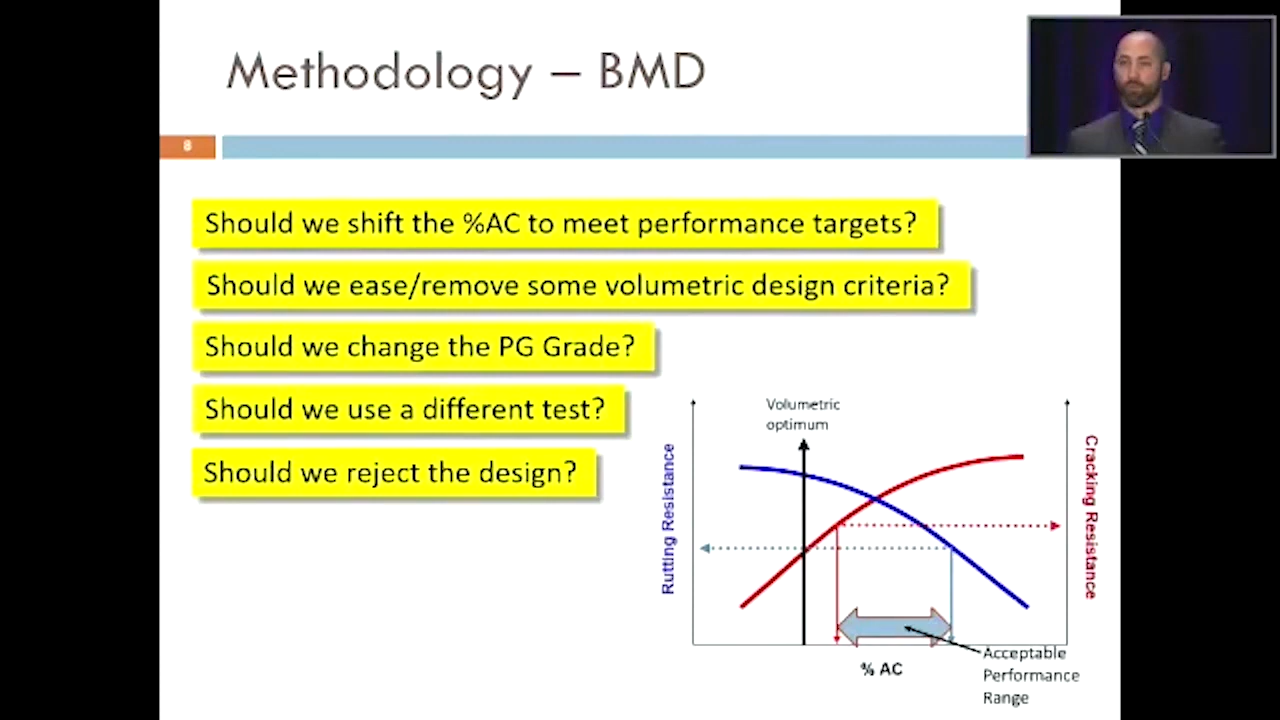 Methodology – BMD
8
Should we shift the %AC to meet performance targets?
Should we ease/remove some volumetric design criteria?
Should we change the PG Grade?
Should we use a different test?
Should we reject the design?
Volumetric
optimum
Rutting Resistance
Cracking Resistance
% AC
Acceptable
Performance
Range